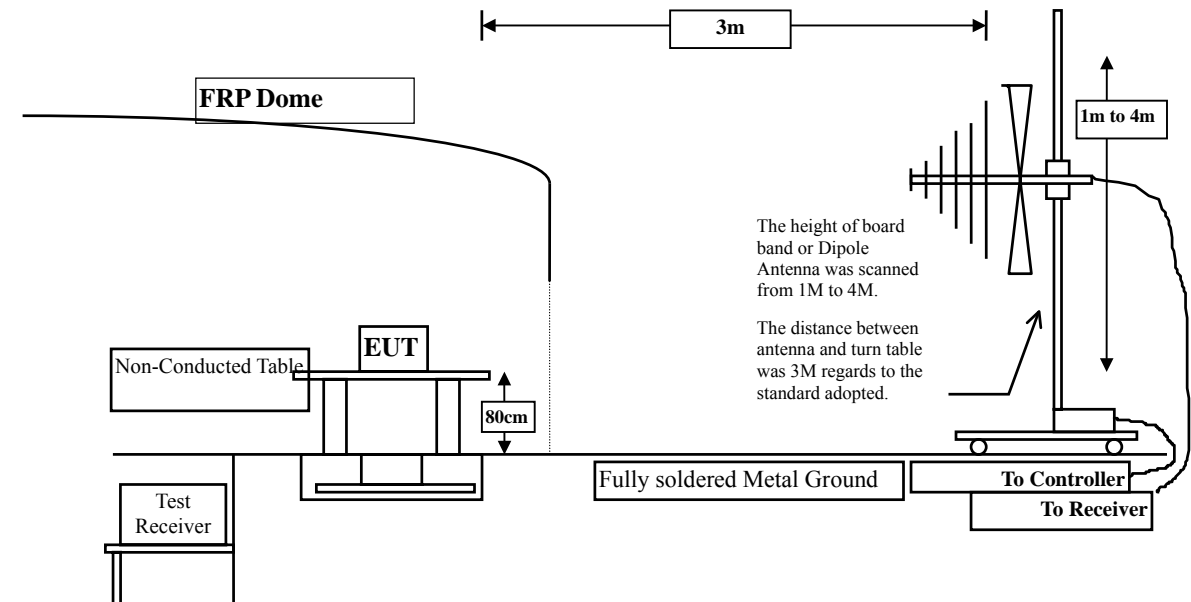 3m
FRP Dome
1m to 4m
The height of board
band or Dipole
Antenna was scanned
from 1M to 4M.
The distance between
antenna and turn table
was 3M regards to the
standard adopted.
EUT
Non-Conducted Table
80cm
Fully soldered Metal Ground
To Controller
To Receiver
Test
Receiver